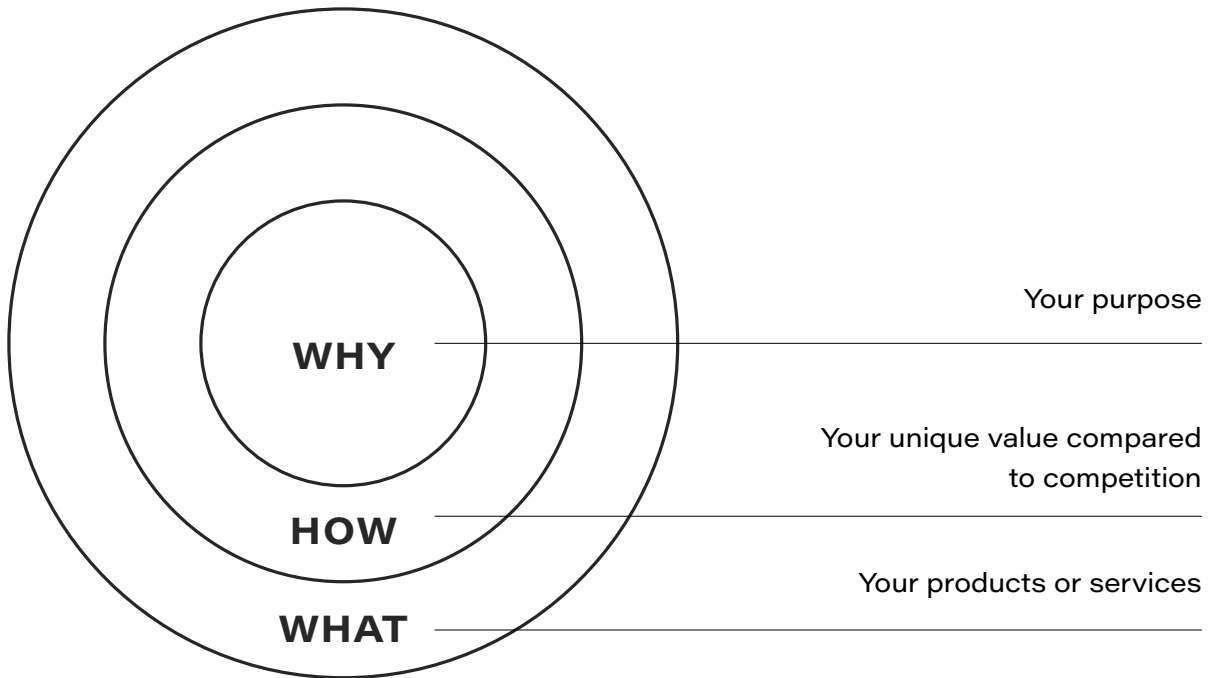 Your purpose
WHY
Your unique value compared
to competition
HOW
Your products or services
WHAT